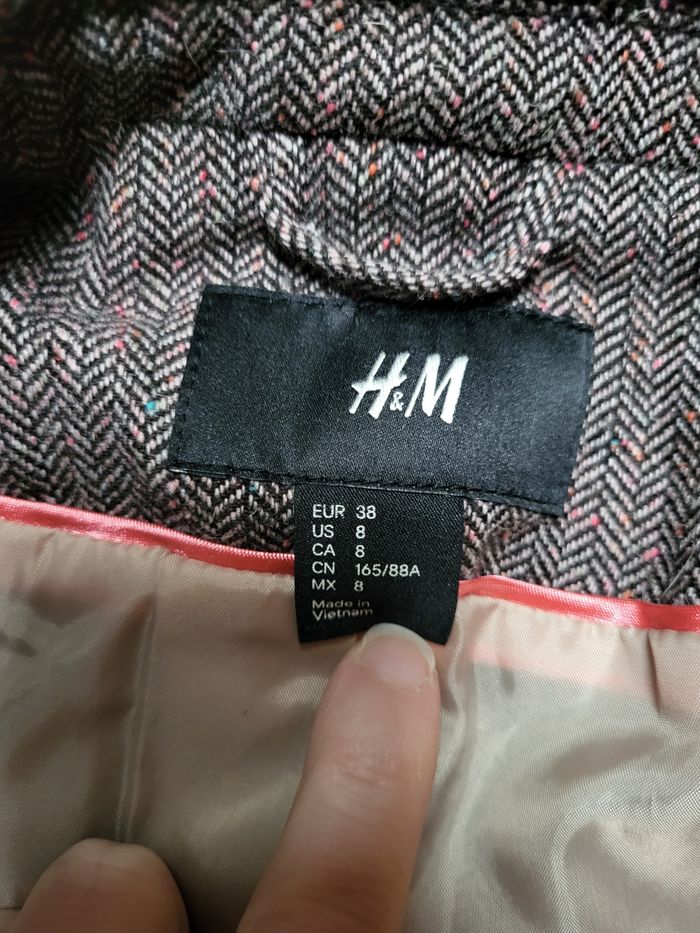 H&M
EUR 38
US 8
CA 8
CN 165/88A
MX 8
Made in
Vietnam